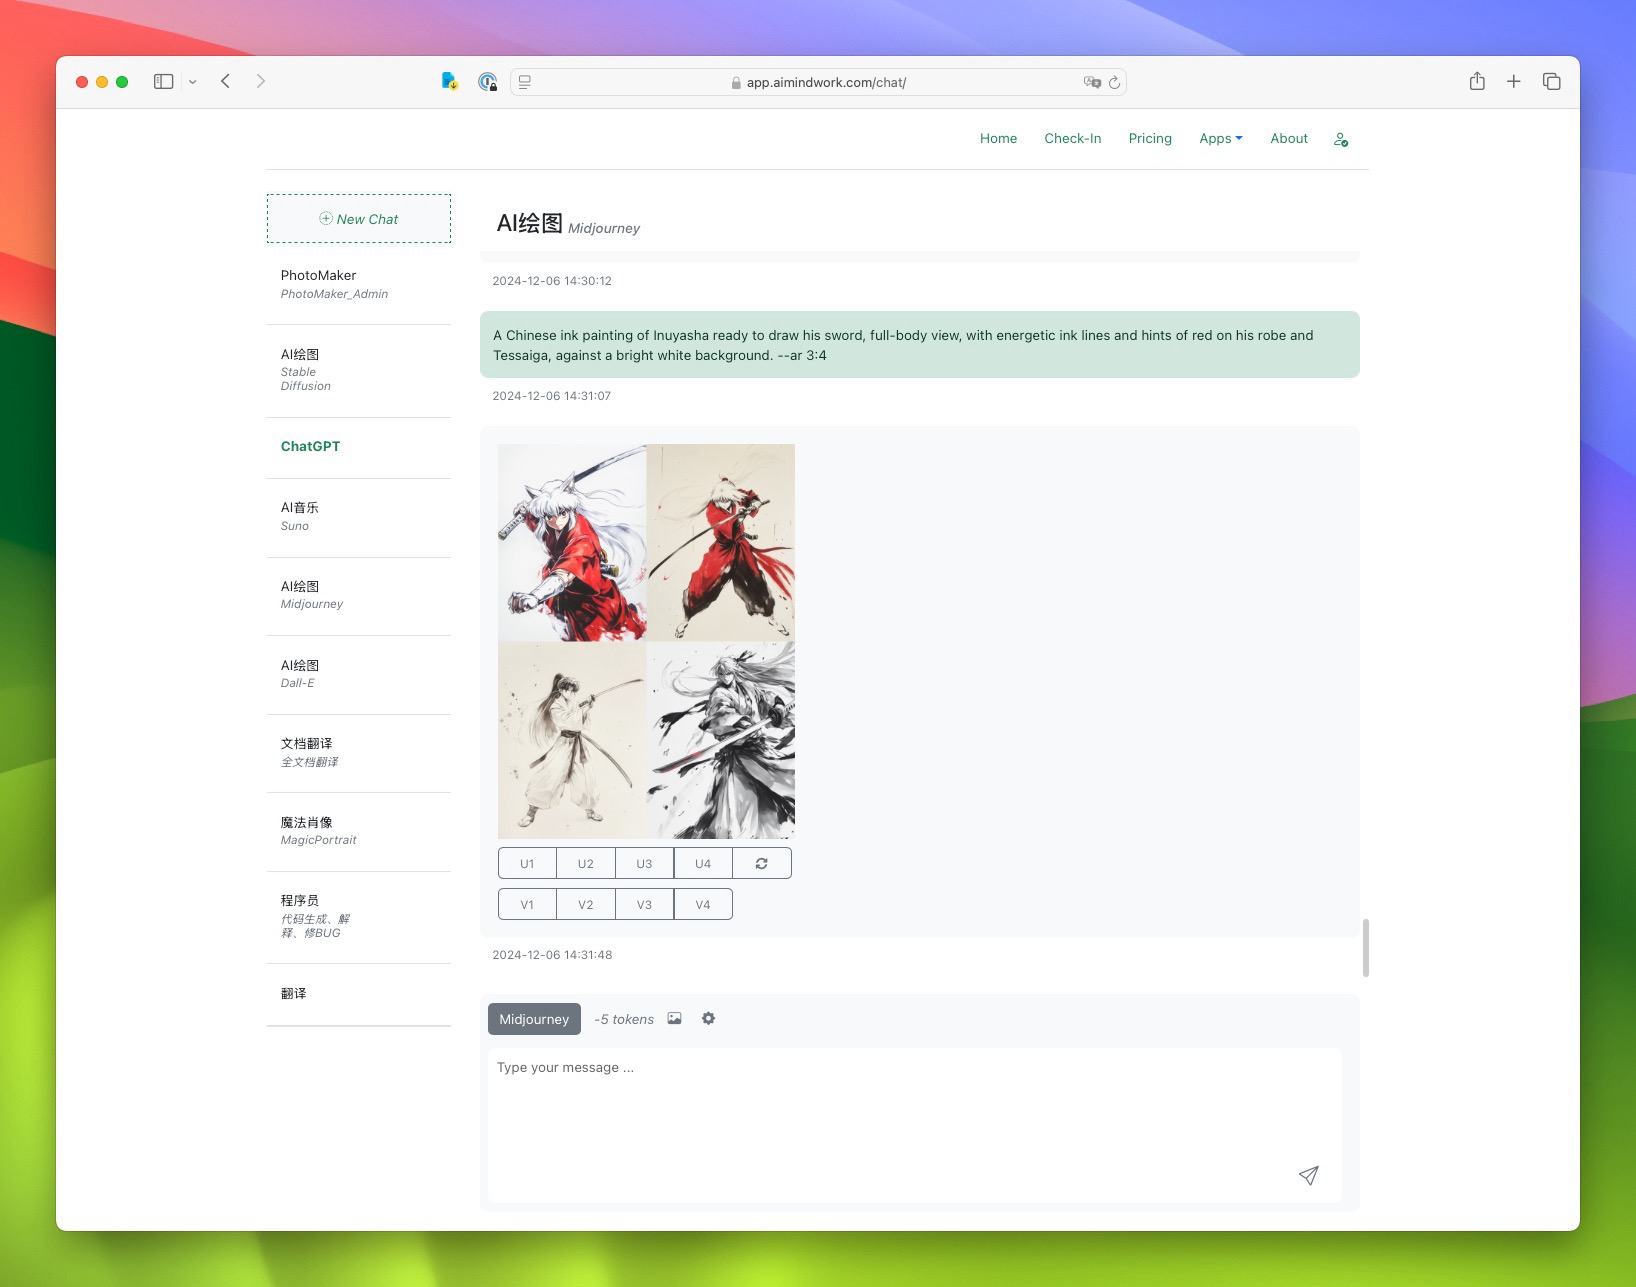 app.aimindwork.com/chat/
Home
Check-In
Pricing
Apps
About
New Chat
PhotoMaker
PhotoMaker_Admin
AI绘图
Stable
Diffusion
ChatGPT
AI音乐
Suno
AI绘图
Midjourney
AI绘图
Dall-E
文档翻译
全文档翻译
魔法肖像
MagicPortrait
程序员
代码生成、解
释、修BUG
翻译
AI绘图 Midjourney
2024-12-06 14:30:12
A Chinese ink painting of Inuyasha ready to draw his sword, full-body view, with energetic ink lines and hints of red on his robe and
Tessaiga, against a bright white background. --ar 3:4
2024-12-06 14:31:07
U1
U2
U3
U4
V1
V2
V3
V4
2024-12-06 14:31:48
Midjourney
-5 tokens
Type your message ...